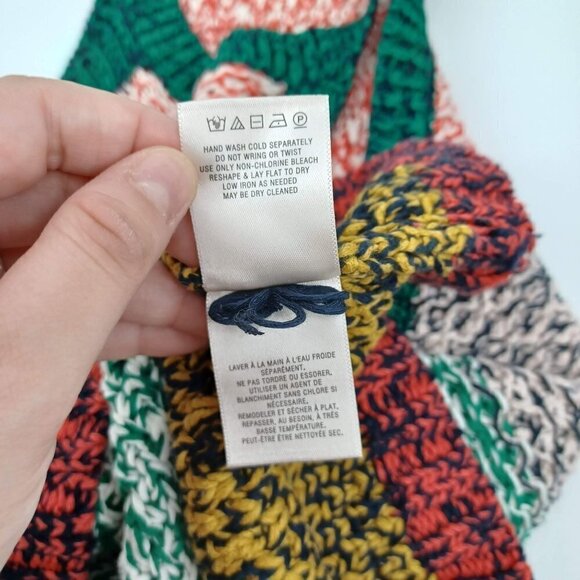 HAND WASH COLD SEPARATELY
DO NOT WRING OR TWIST
USE ONLY NON-CHLORINE BLEACH
RESHAPE & LAY FLAT TO DRY
LOW IRON AS NEEDED
MAY BE DRY CLEANED
LAVER À LA MAIN À L'EAU FROIDE
SÉPARÉMENT.
NE PAS TORDRE OU ESSORER.
UTILISER UN AGENT DE
BLANCHIMENT SANS CHLORE SI
NÉCESSAIRE.
REMODELER ET SÉCHER À PLAT,
REPASSER, AU BESOIN, À TRÈS
BASSE TEMPÉRATURE.
PEUT-ÊTRE NETTOYÉE SEC.